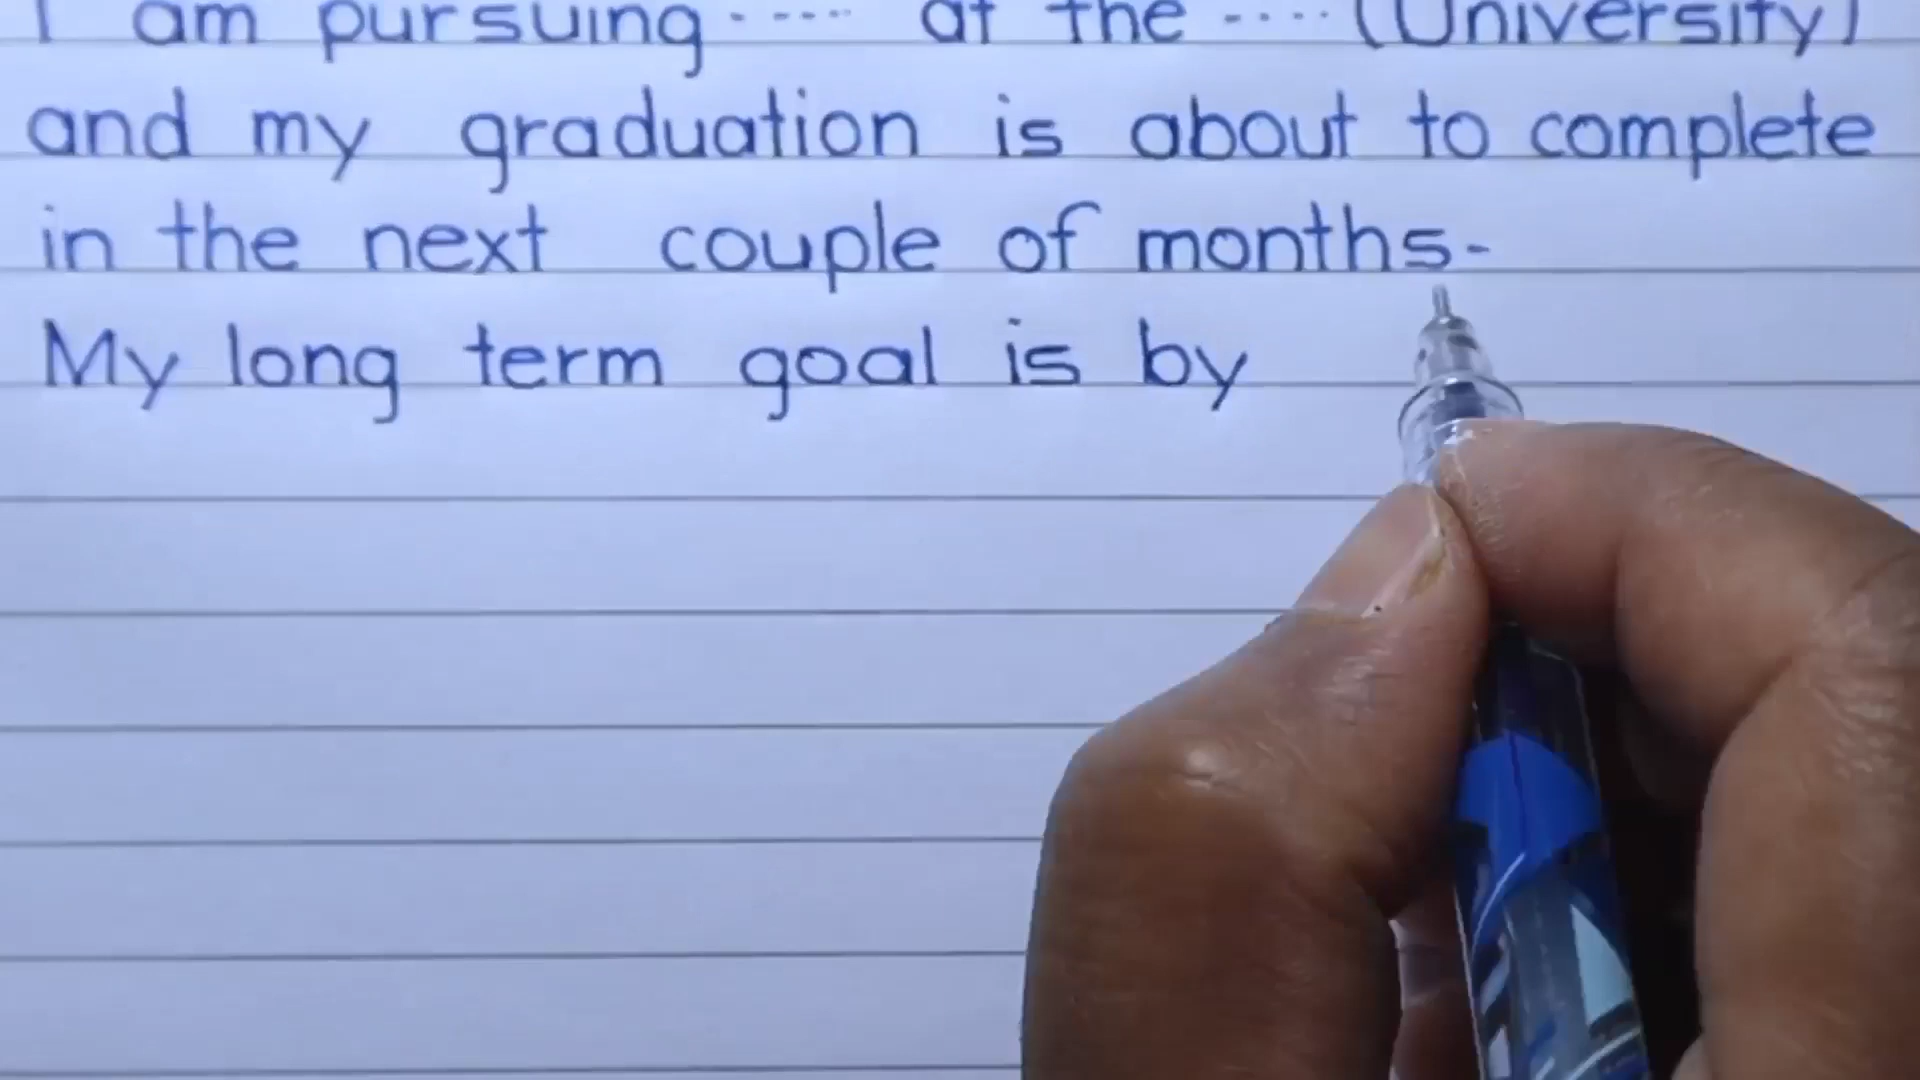 I am pursuing ..... at the .... (University)
and my graduation is about to complete
in the next couple of months-
My long term goal is by